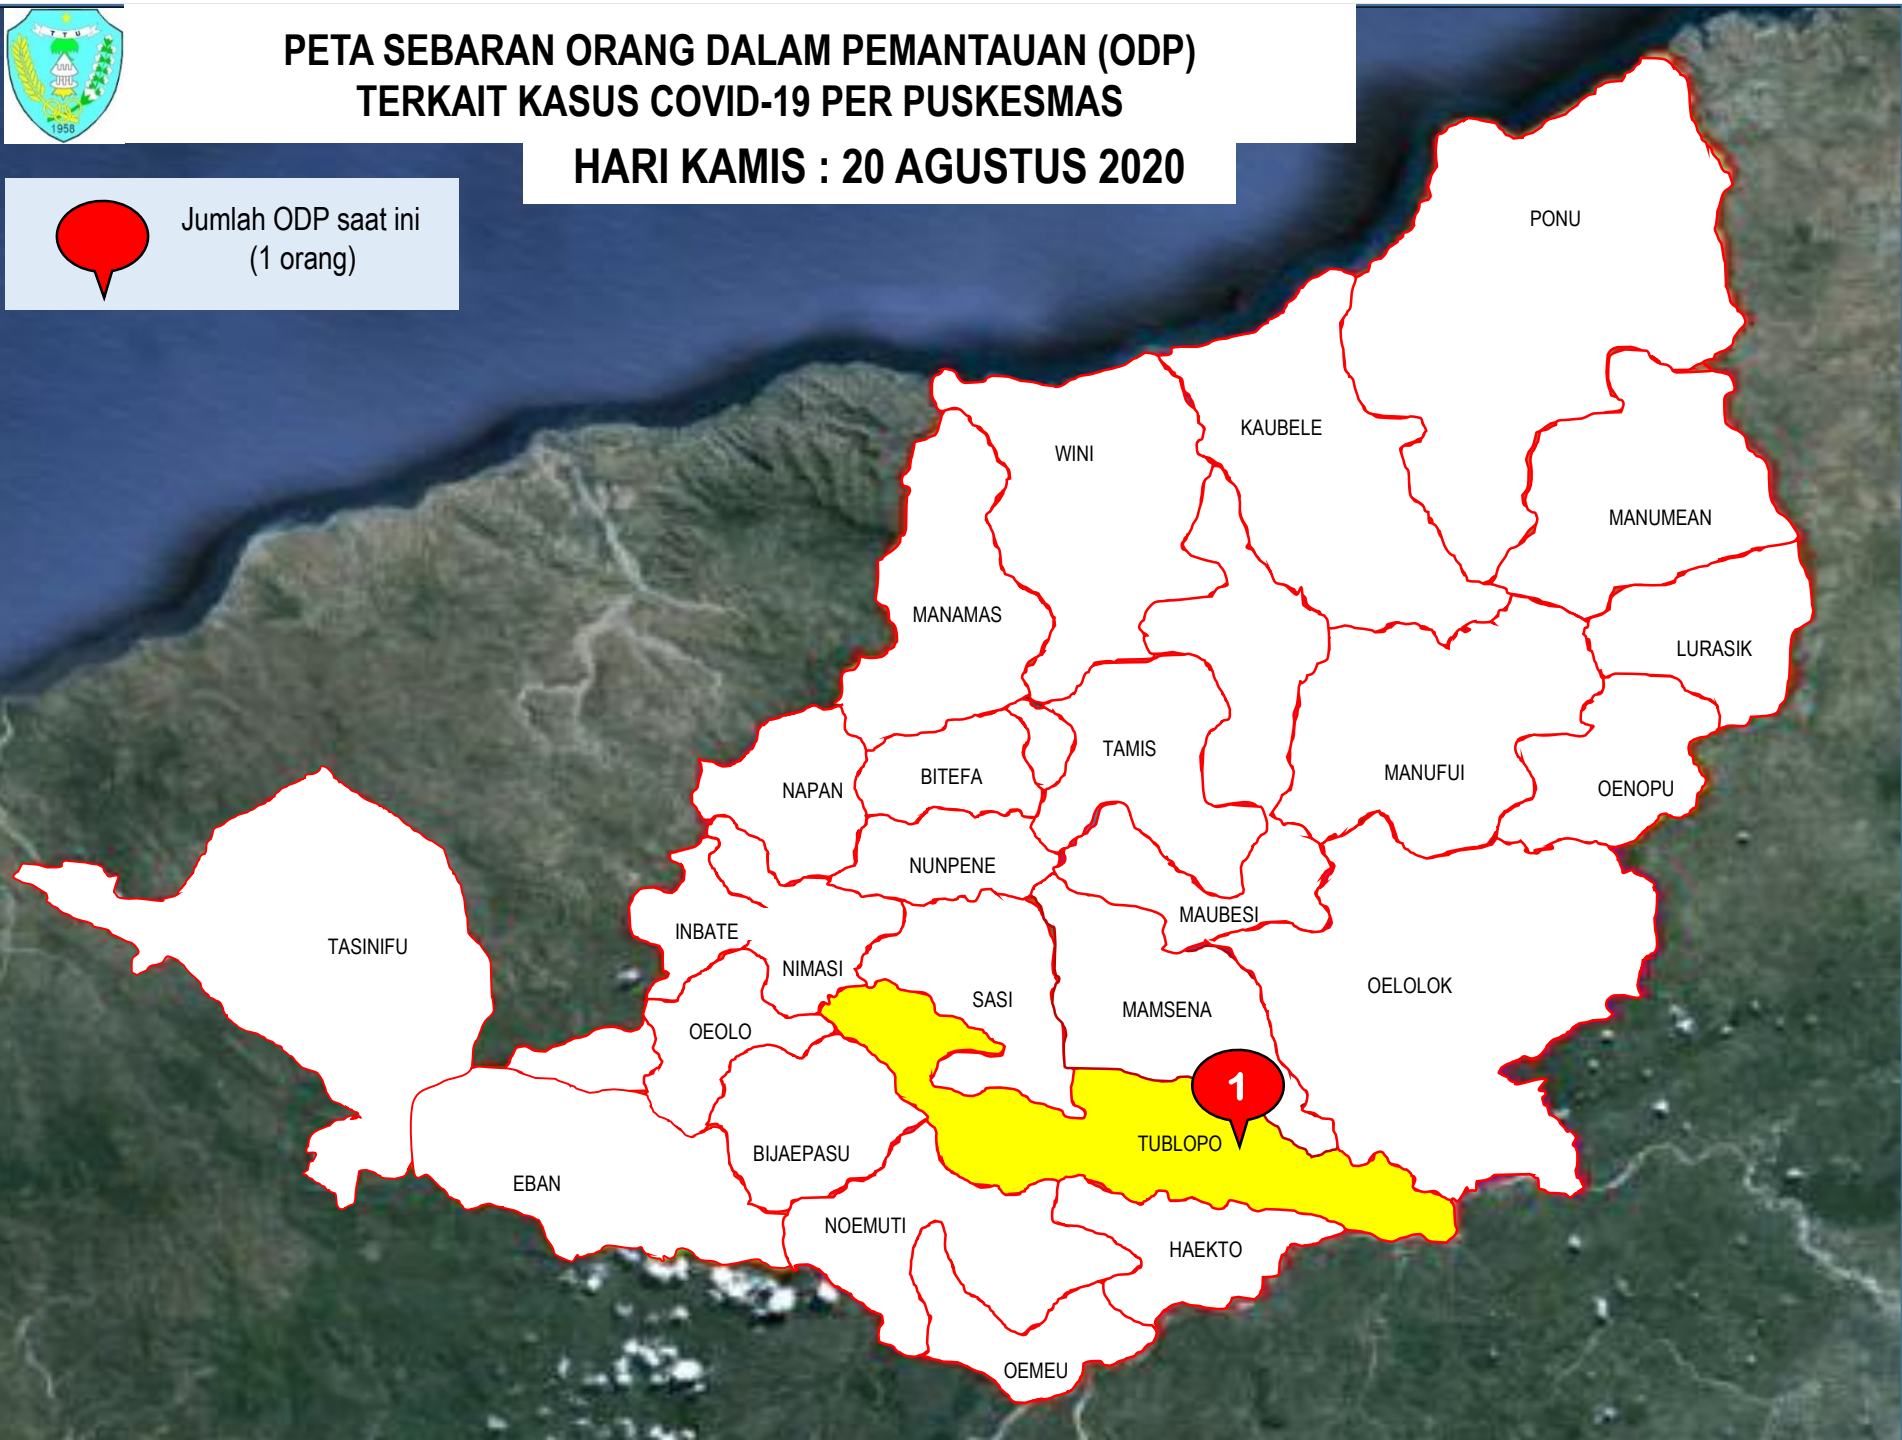 T T U
1958
PETA SEBARAN ORANG DALAM PEMANTAUAN (ODP)
TERKAIT KASUS COVID-19 PER PUSKESMAS
HARI KAMIS : 20 AGUSTUS 2020
Jumlah ODP saat ini
(1 orang)
PONU
KAUBELE
WINI
MANUMEAN
MANAMAS
LURASIK
TAMIS
MANUFUI
BITEFA
NAPAN
OENOPU
NUNPENE
MAUBESI
INBATE
TASINIFU
NIMASI
OELOLOK
SASI
MAMSENA
OEOLO
1
TUBLOPO
BIJAEPASU
EBAN
NOEMUTI
HAEKTO
OEMEU